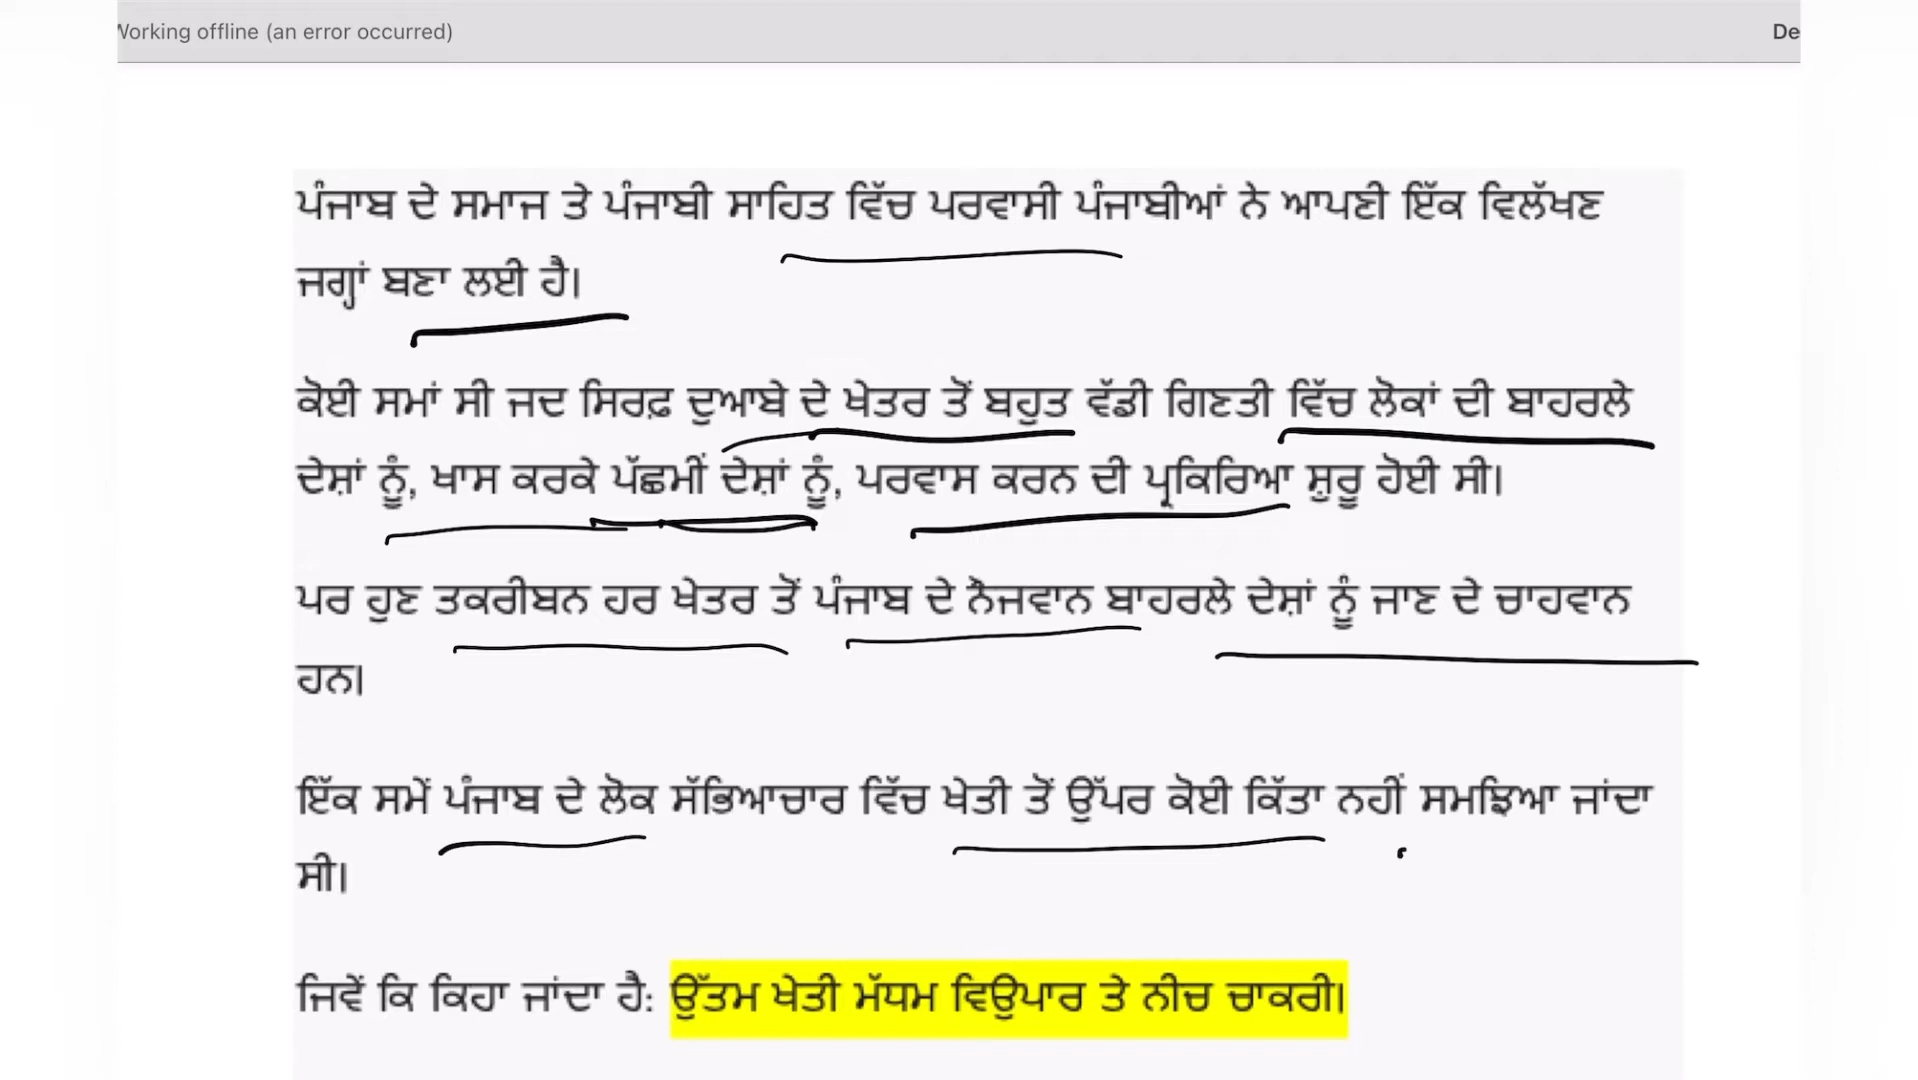 Working offline (an error occurred)
De
ਪੰਜਾਬ ਦੇ ਸਮਾਜ ਤੇ ਪੰਜਾਬੀ ਸਾਹਿਤ ਵਿੱਚ ਪਰਵਾਸੀ ਪੰਜਾਬੀਆਂ ਨੇ ਆਪਣੀ ਇੱਕ ਵਿਲੱਖਣ
ਜਗ੍ਹਾਂ ਬਣਾ ਲਈ ਹੈ।
ਕੋਈ ਸਮਾਂ ਸੀ ਜਦ ਸਿਰਫ਼ ਦੁਆਬੇ ਦੇ ਖੇਤਰ ਤੋਂ ਬਹੁਤ ਵੱਡੀ ਗਿਣਤੀ ਵਿੱਚ ਲੋਕਾਂ ਦੀ ਬਾਹਰਲੇ
ਦੇਸ਼ਾਂ ਨੂੰ, ਖਾਸ ਕਰਕੇ ਪੱਛਮੀਂ ਦੇਸ਼ਾਂ ਨੂੰ, ਪਰਵਾਸ ਕਰਨ ਦੀ ਪ੍ਰਕਿਰਿਆ ਸ਼ੁਰੂ ਹੋਈ ਸੀ।
ਪਰ ਹੁਣ ਤਕਰੀਬਨ ਹਰ ਖੇਤਰ ਤੋਂ ਪੰਜਾਬ ਦੇ ਨੌਜਵਾਨ ਬਾਹਰਲੇ ਦੇਸ਼ਾਂ ਨੂੰ ਜਾਣ ਦੇ ਚਾਹਵਾਨ
ਹਨ।
ਇੱਕ ਸਮੇਂ ਪੰਜਾਬ ਦੇ ਲੋਕ ਸੱਭਿਆਚਾਰ ਵਿੱਚ ਖੇਤੀ ਤੋਂ ਉੱਪਰ ਕੋਈ ਕਿੱਤਾ ਨਹੀਂ ਸਮਝਿਆ ਜਾਂਦਾ
ਸੀ।
ਜਿਵੇਂ ਕਿ ਕਿਹਾ ਜਾਂਦਾ ਹੈ: ਉੱਤਮ ਖੇਤੀ ਮੱਧਮ ਵਿਉਪਾਰ ਤੇ ਨੀਚ ਚਾਕਰੀ।